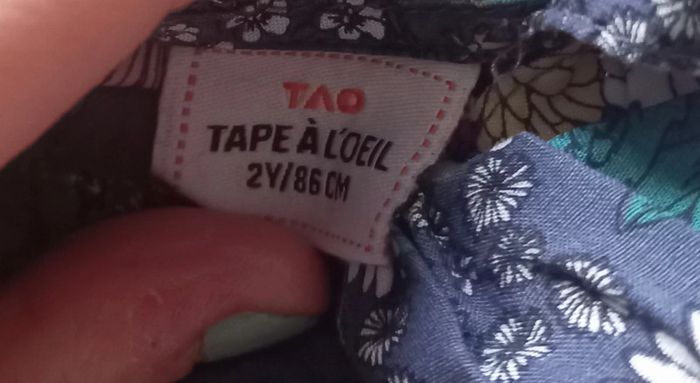 TAO
TAPE À L'OEIL
2Y/86 CM